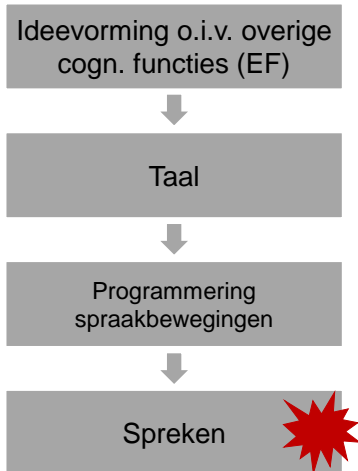 Ideevorming o.i.v. overige
cogn. functies (EF)
Taal
Programmering
spraakbewegingen
Spreken